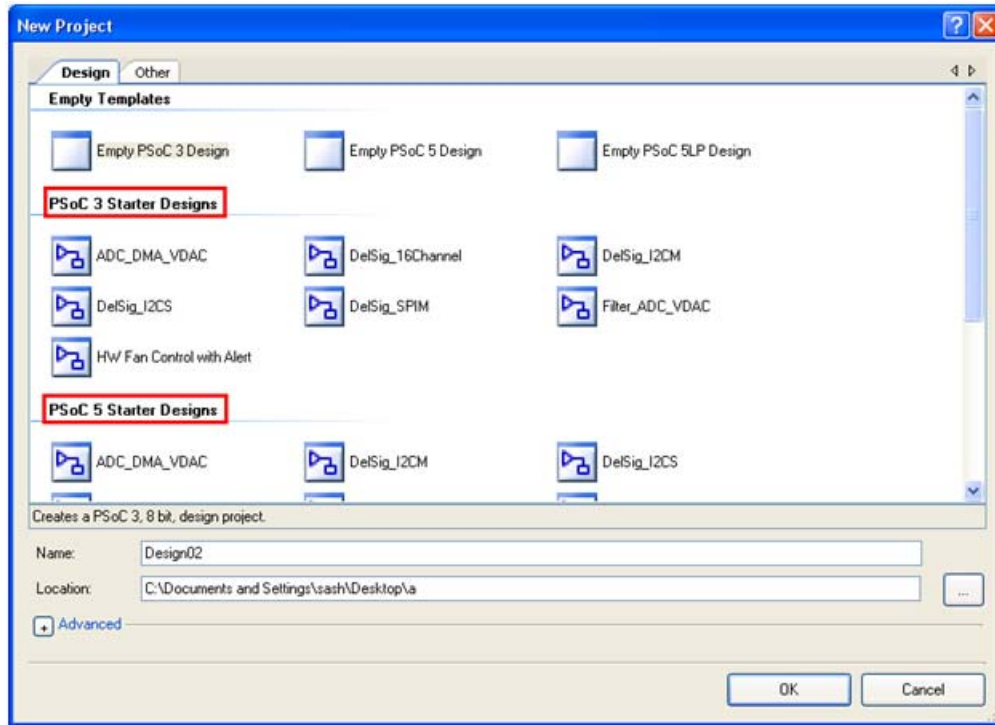 New Project
Design Other
Empty Templates
Empty PSoC 3 Design Empty PSoC 5 Design Empty PSoC 5LP Design
PSoC 3 Starter Designs
ADC_DMA_VDAC DelSig_16Channel DelSig_I2CM
DelSig_I2CS DelSig_SPIM Filter_ADC_VDAC
HW Fan Control with Alert
PSoC 5 Starter Designs
ADC_DMA_VDAC DelSig_I2CM DelSig_I2CS
Creates a PSoC 3, 8 bit, design project.
Name: Design02
Location: C:\Documents and Settings\sash\Desktop\a ...
+ Advanced
OK Cancel